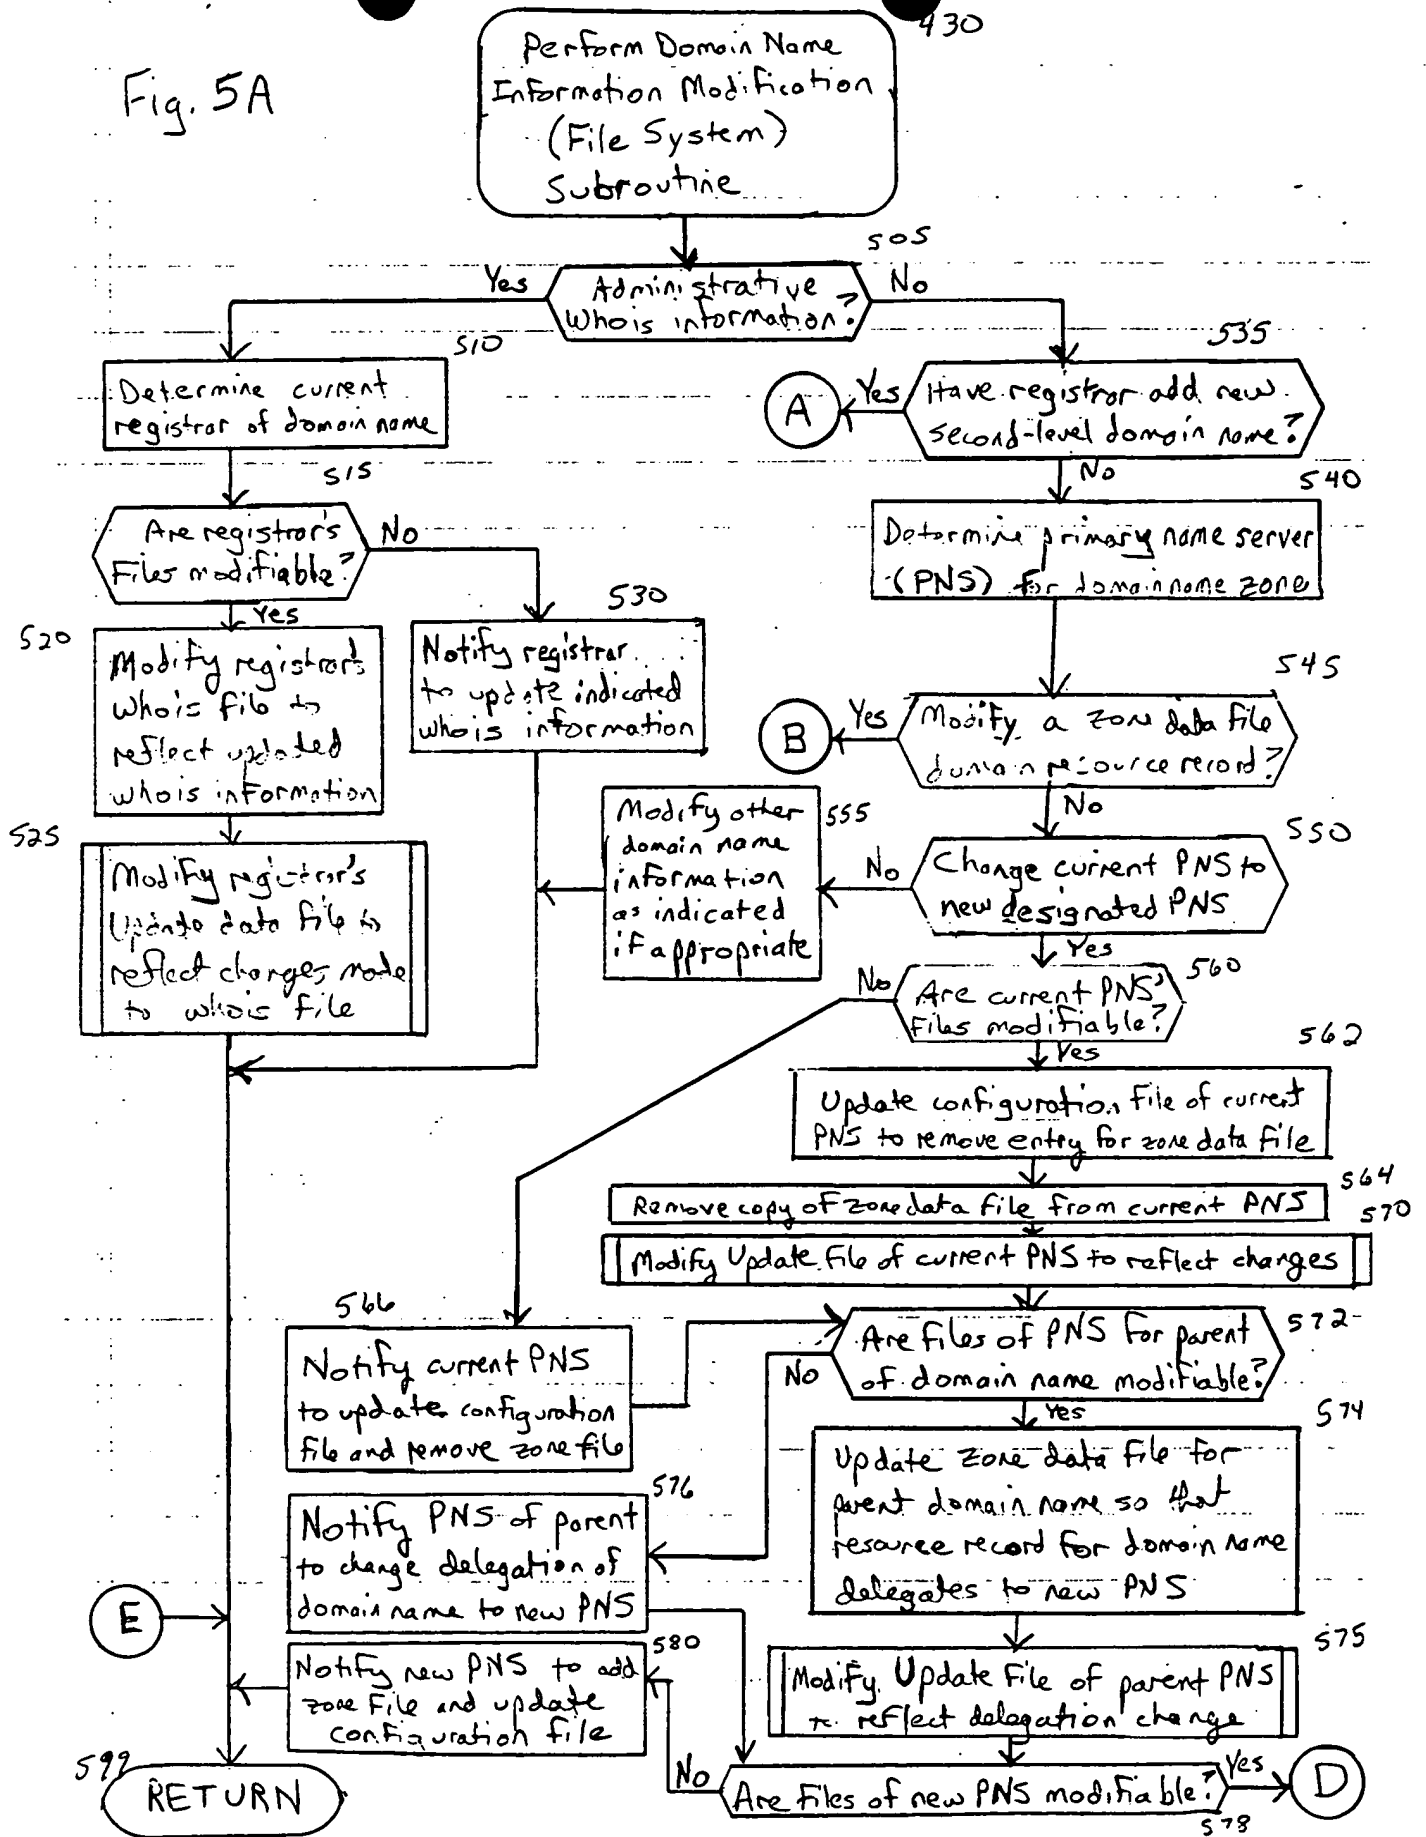 Fig. 5A
430
Perform Domain Name
Information Modification
(File System)
Subroutine
505
Yes
Administrative
Whois information?
No
510
Determine current
registrar of domain name
535
A
Yes
Have registrar add new
second-level domain name?
No
515
Are registrar's
Files modifiable?
No
Yes
540
Determine primary name server
(PNS) for domain name zone
520
Modify registrar's
Whois file to
reflect updated
whois information
530
Notify registrar
to update indicated
whois information
545
B
Yes
Modify a zone data file
domain resource record?
No
525
Modify registrar's
Update data file to
reflect changes made
to whois file
555
Modify other
domain name
information
as indicated
if appropriate
550
No
Change current PNS to
new designated PNS
Yes
560
No
Are current PNS'
Files modifiable?
Yes
562
Update configuration file of current
PNS to remove entry for zone data file
564
Remove copy of zone data file from current PNS
570
Modify Update File of current PNS to reflect changes
566
Notify current PNS
to update configuration
file and remove zone file
572
Are files of PNS for parent
of domain name modifiable?
No
Yes
574
Update zone data file for
parent domain name so that
resource record for domain name
delegates to new PNS
576
Notify PNS of parent
to change delegation of
domain name to new PNS
E
575
Modify Update File of parent PNS
to reflect delegation change
580
Notify new PNS to add
zone file and update
configuration file
599
RETURN
No
Are files of new PNS modifiable?
Yes
D
578